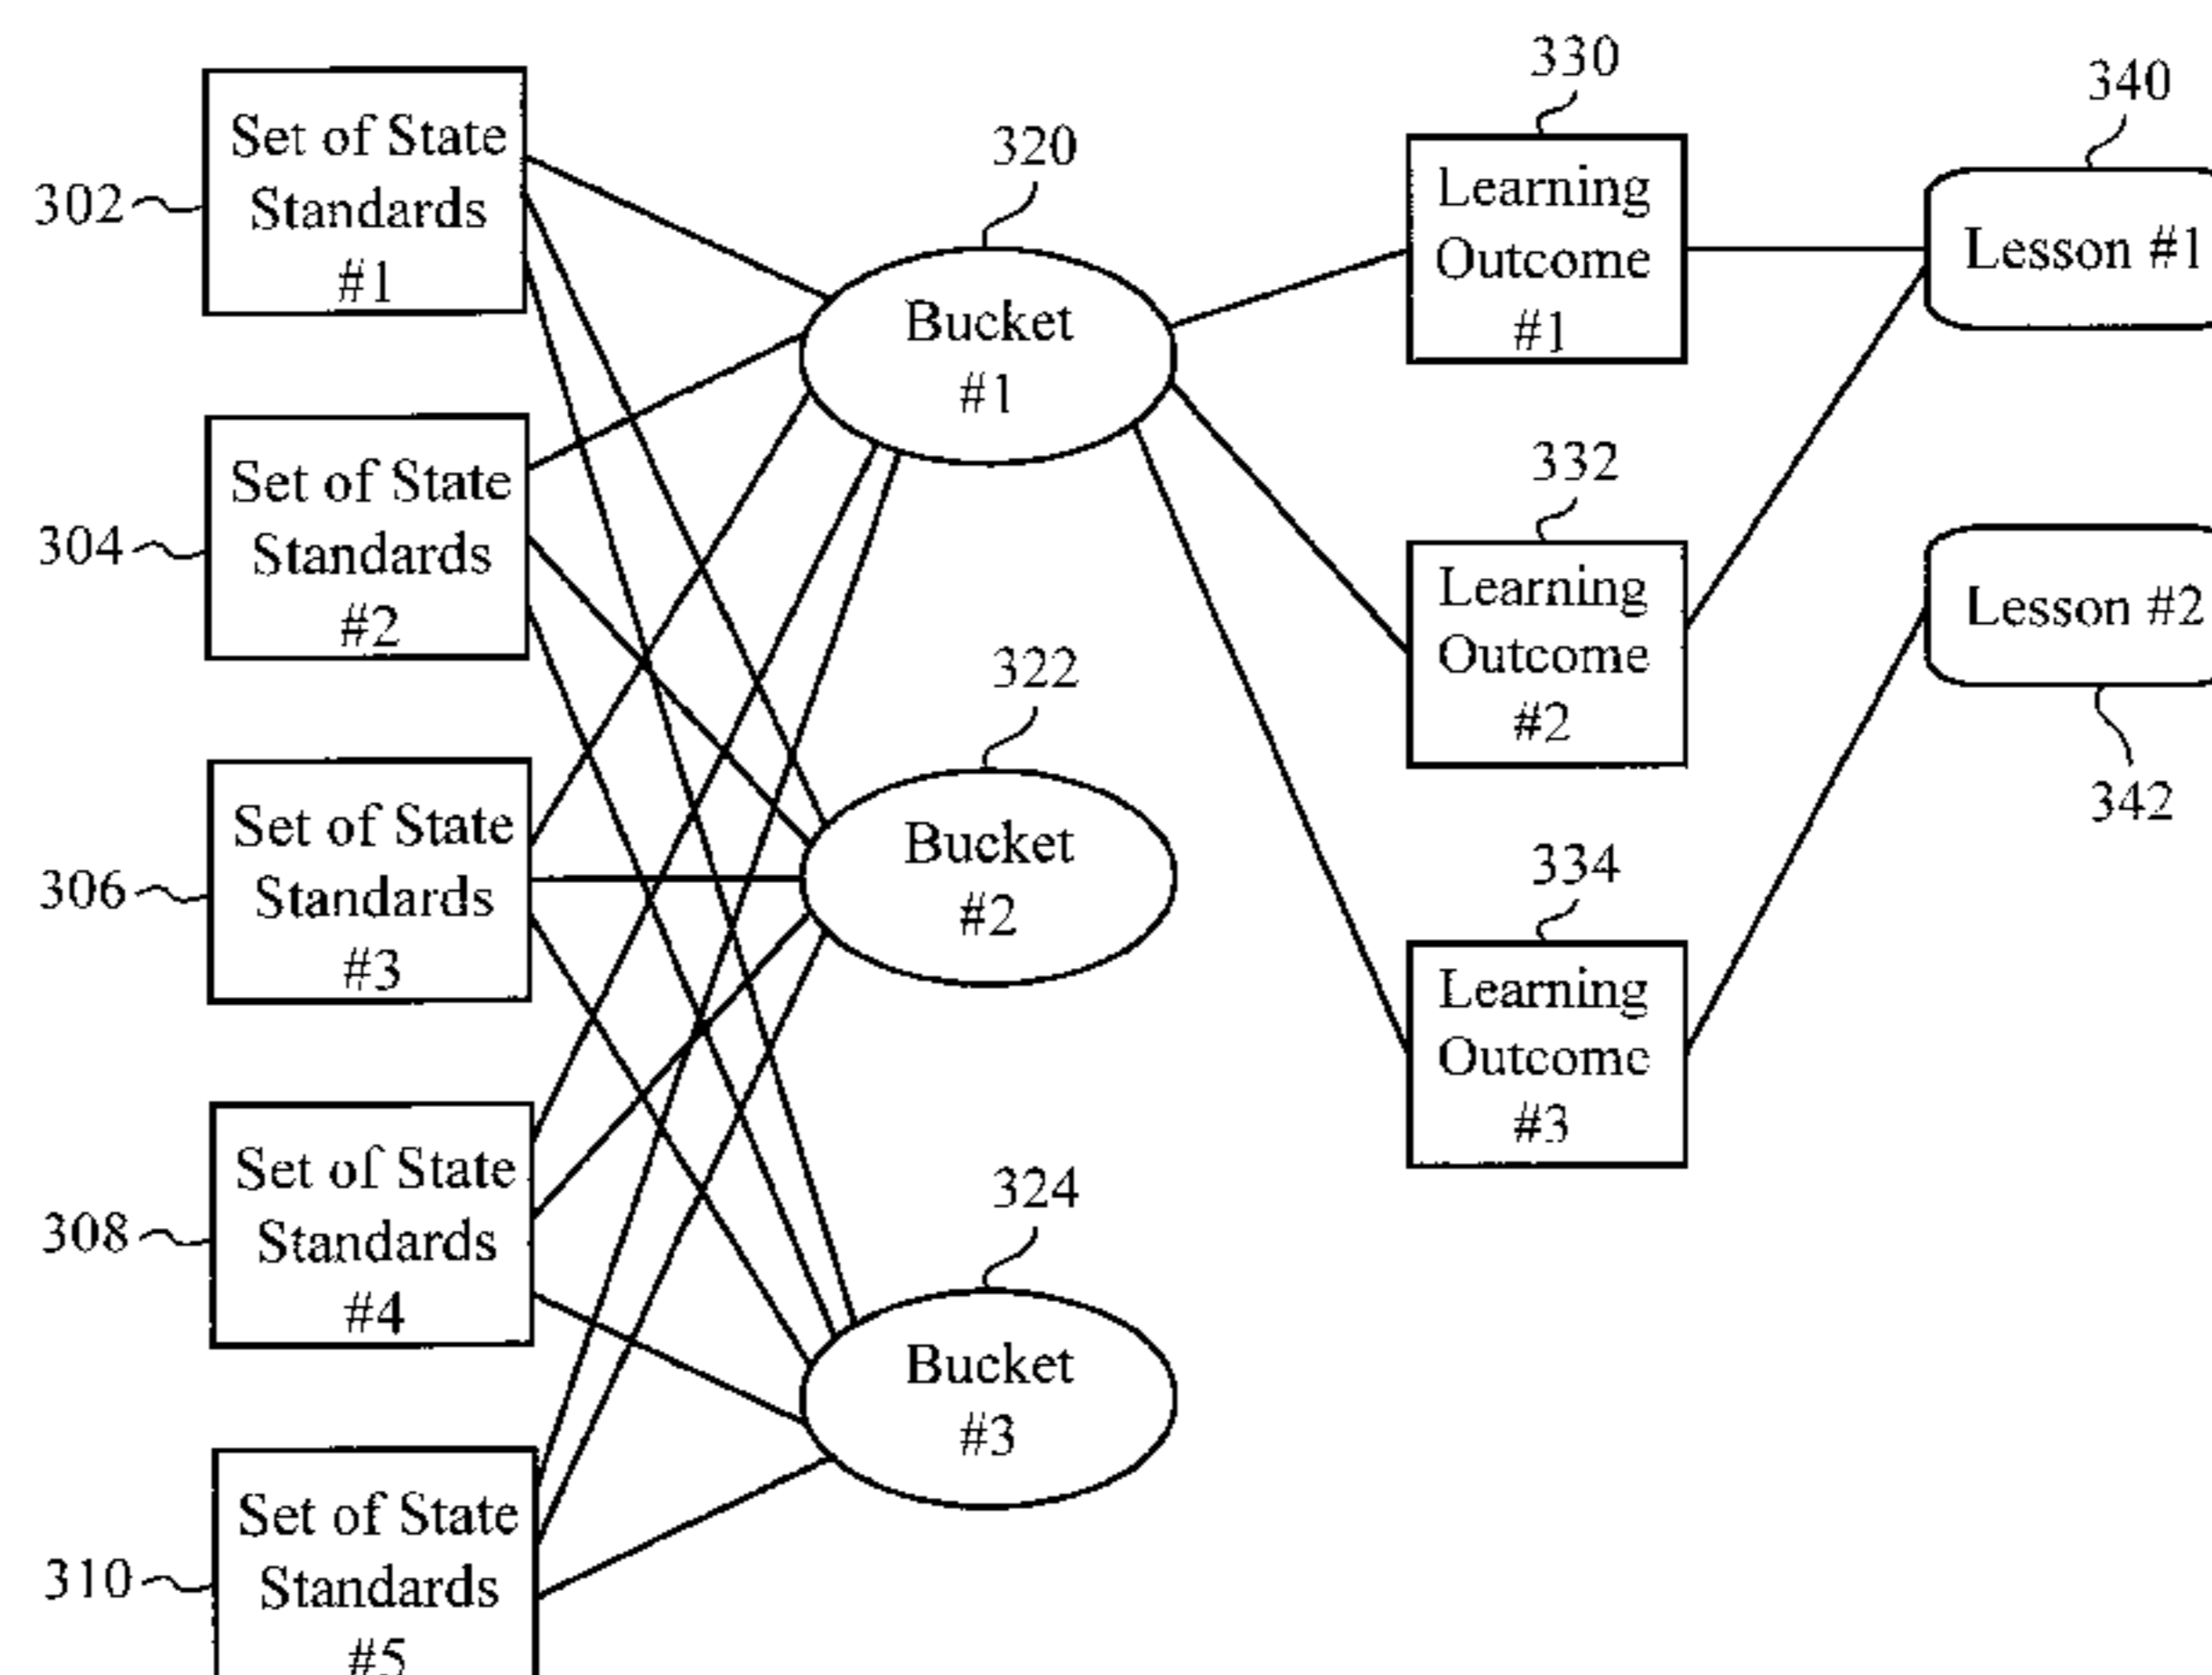 302
Set of State
Standards
#1
304
Set of State
Standards
#2
306
Set of State
Standards
#3
308
Set of State
Standards
#4
310
Set of State
Standards
#5
320
Bucket
#1
322
Bucket
#2
324
Bucket
#3
330
Learning
Outcome
#1
332
Learning
Outcome
#2
334
Learning
Outcome
#3
340
Lesson #1
Lesson #2
342